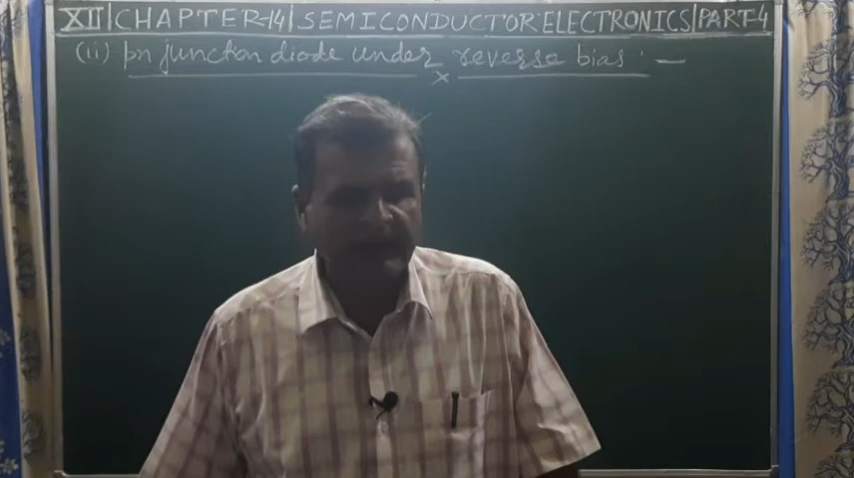 XII|CHAPTER-14|SEMICONDUCTOR ELECTRONICS|PART-4
(ii) pn junction diode under reverse bias. —